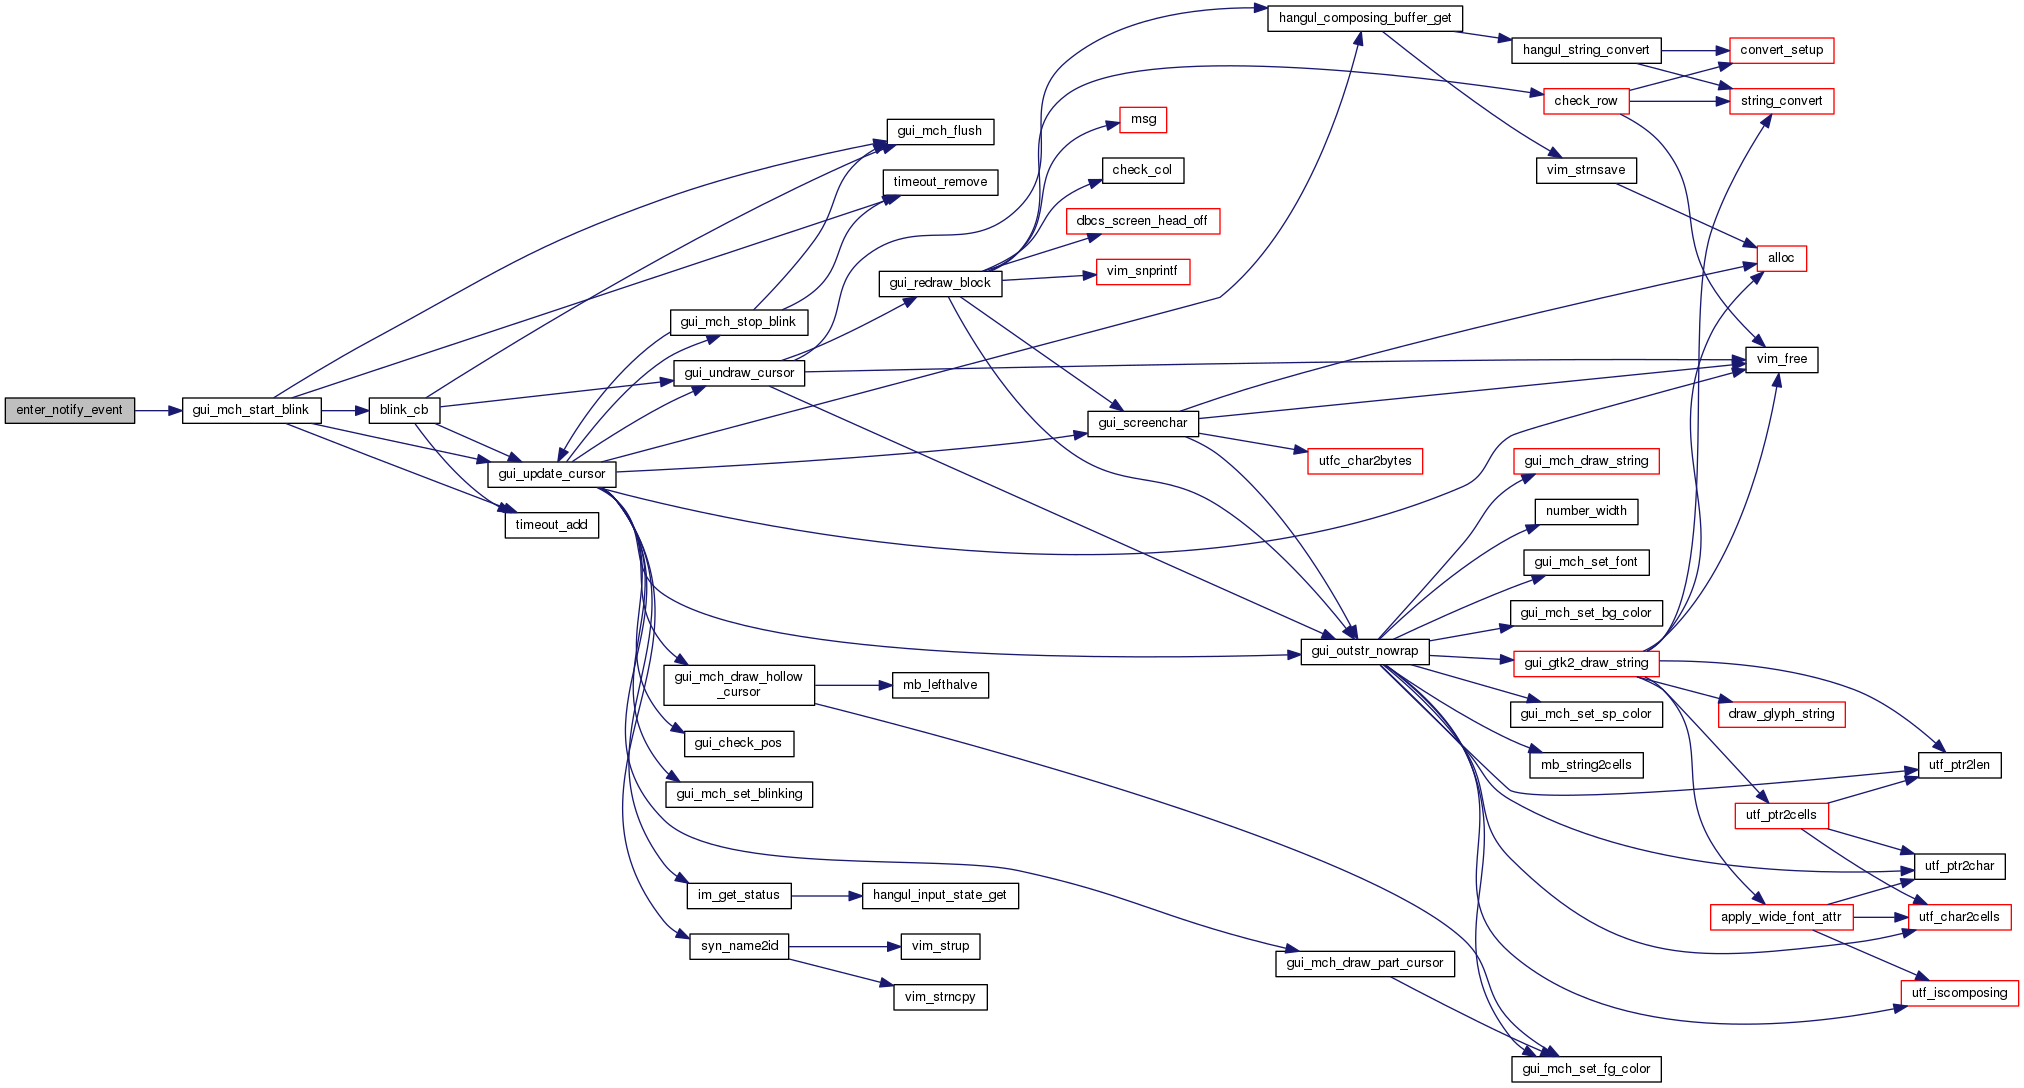 enter_notify_event
gui_mch_start_blink
blink_cb
gui_update_cursor
timeout_add
gui_mch_flush
timeout_remove
gui_mch_stop_blink
gui_undraw_cursor
gui_redraw_block
gui_mch_draw_hollow
_cursor
gui_check_pos
gui_mch_set_blinking
im_get_status
syn_name2id
mb_lefthalve
hangul_input_state_get
vim_strup
vim_strncpy
msg
check_col
dbcs_screen_head_off
vim_snprintf
gui_screenchar
hangul_composing_buffer_get
utfc_char2bytes
gui_outstr_nowrap
gui_mch_draw_part_cursor
hangul_string_convert
check_row
vim_strnsave
gui_mch_draw_string
number_width
gui_mch_set_font
gui_mch_set_bg_color
gui_gtk2_draw_string
gui_mch_set_sp_color
mb_string2cells
gui_mch_set_fg_color
convert_setup
string_convert
alloc
vim_free
draw_glyph_string
utf_ptr2cells
apply_wide_font_attr
utf_ptr2len
utf_ptr2char
utf_char2cells
utf_iscomposing